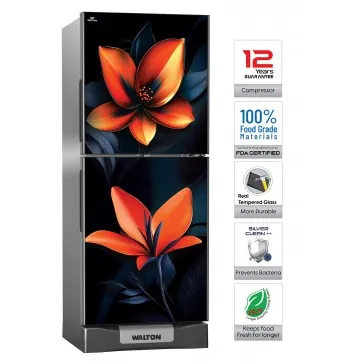 WALTON
12
Years
GUARANTEE
Compressor
100%
Food Grade
Materials
FDA CERTIFIED
Real
Tempered Glass
More Durable
SILVER
CLEAN ++
Prevents Bacteria
Keeps food
Fresh for longer
WALTON